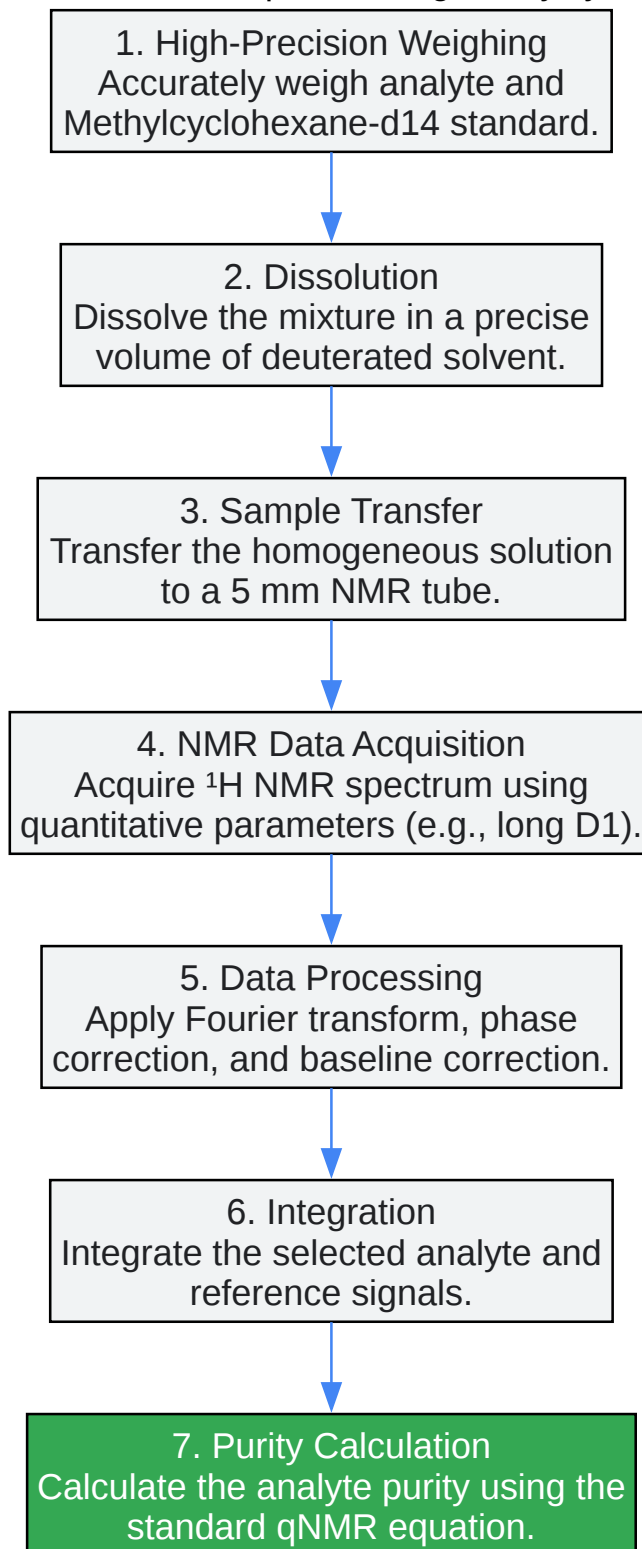 1. High-Precision Weighing
Accurately weigh analyte and
Methylcyclohexane-d14 standard.
2. Dissolution
Dissolve the mixture in a precise
volume of deuterated solvent.
3. Sample Transfer
Transfer the homogeneous solution
to a 5 mm NMR tube.
4. NMR Data Acquisition
Acquire ¹H NMR spectrum using
quantitative parameters (e.g., long D1).
5. Data Processing
Apply Fourier transform, phase
correction, and baseline correction.
6. Integration
Integrate the selected analyte and
reference signals.
7. Purity Calculation
Calculate the analyte purity using the
standard qNMR equation.